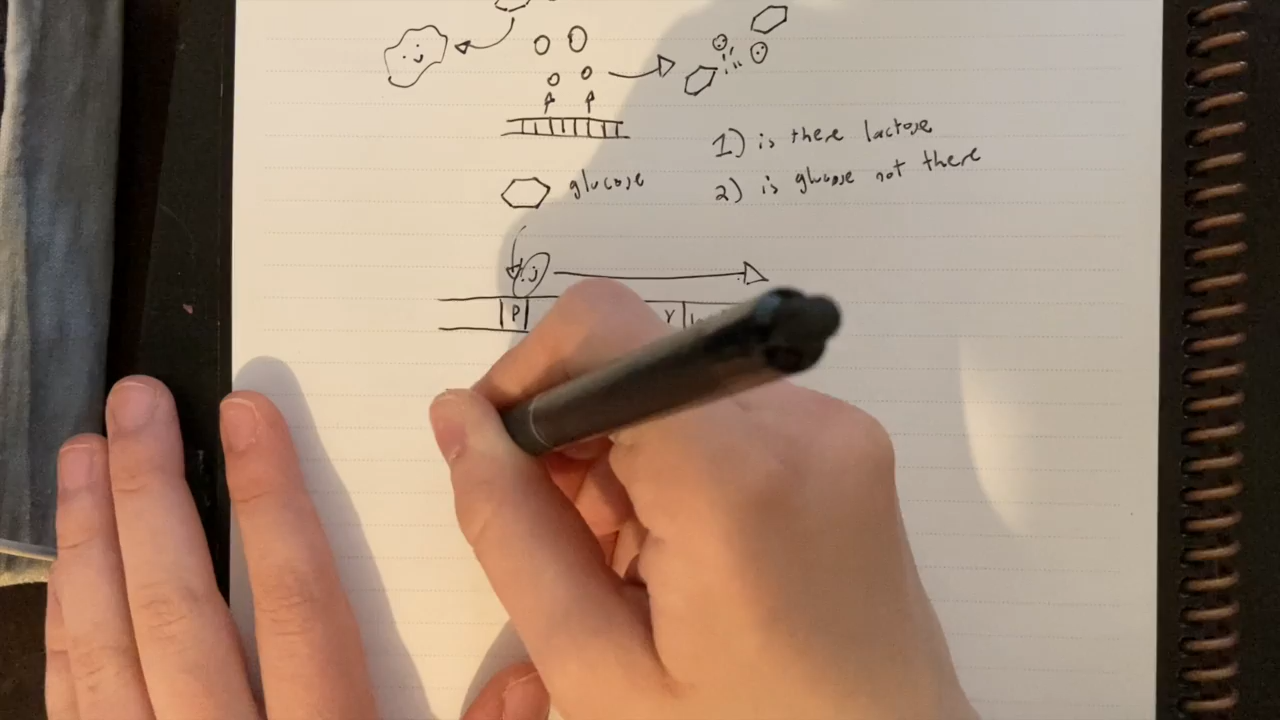 1) is there lactose
2) is glucose not there
glucose
P
Y